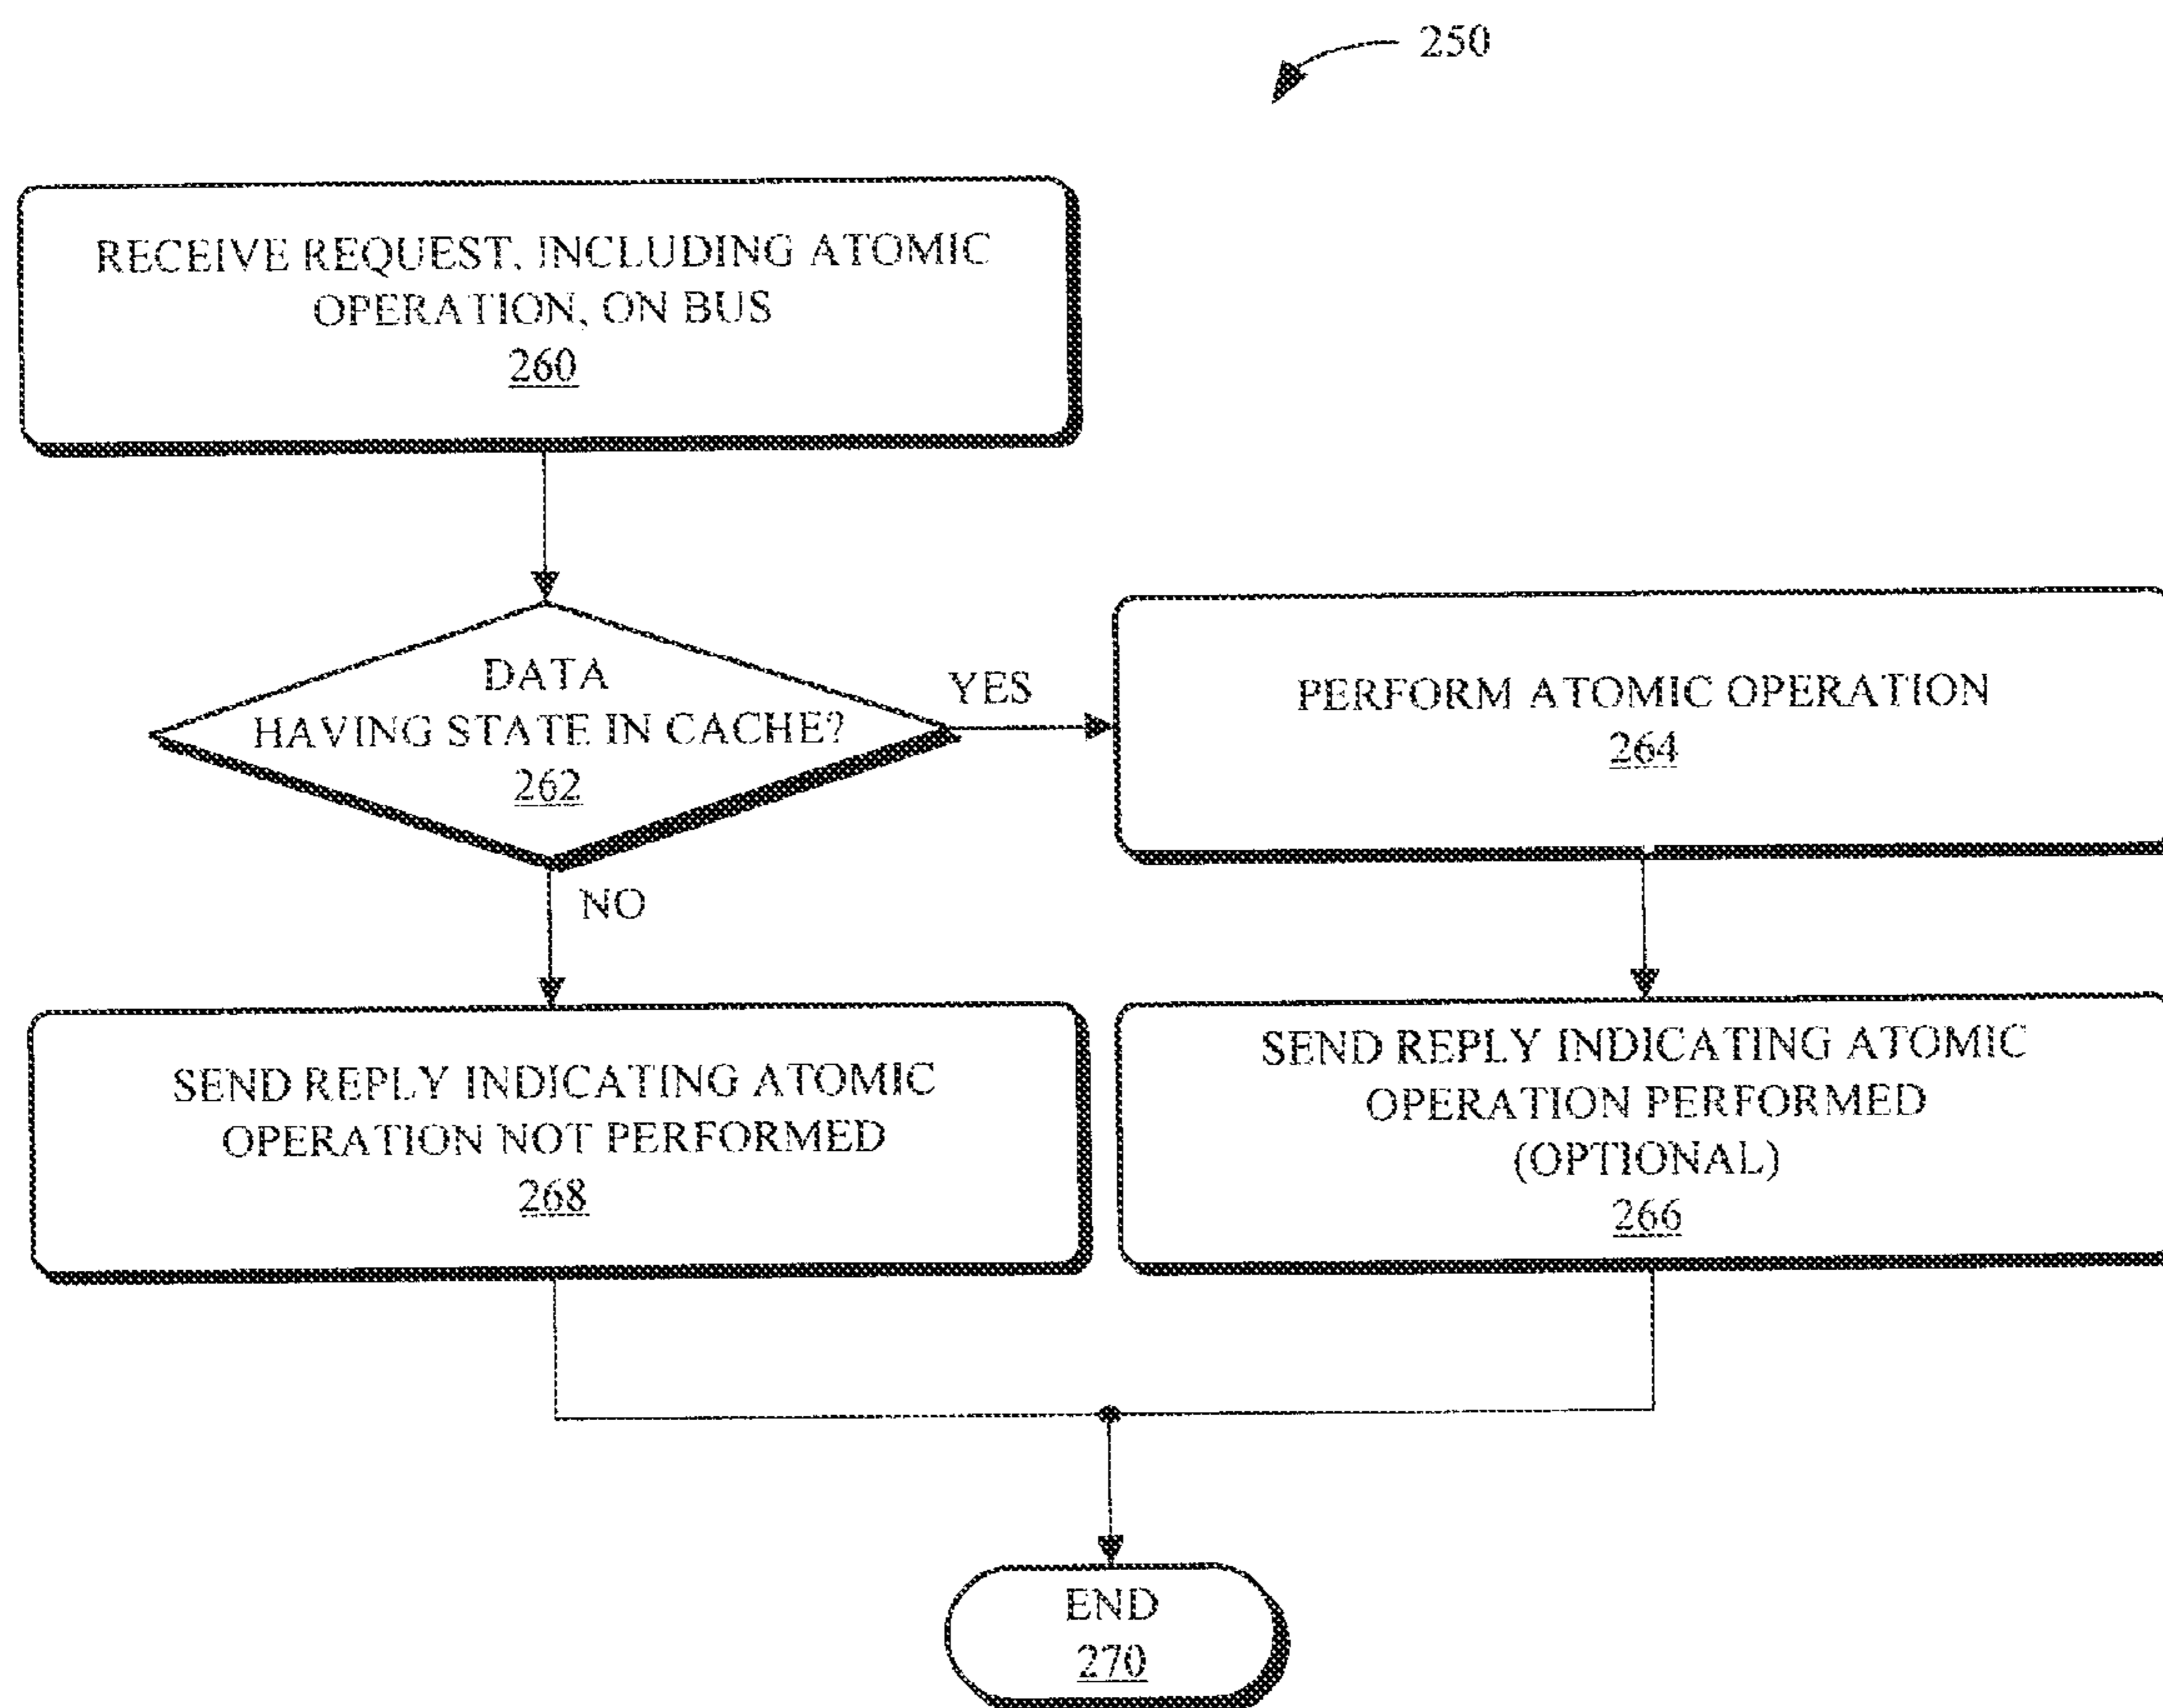 250
RECEIVE REQUEST, INCLUDING ATOMIC
OPERATION, ON BUS
260
DATA
HAVING STATE IN CACHE?
262
YES
NO
PERFORM ATOMIC OPERATION
264
SEND REPLY INDICATING ATOMIC
OPERATION NOT PERFORMED
268
SEND REPLY INDICATING ATOMIC
OPERATION PERFORMED
(OPTIONAL)
266
END
270